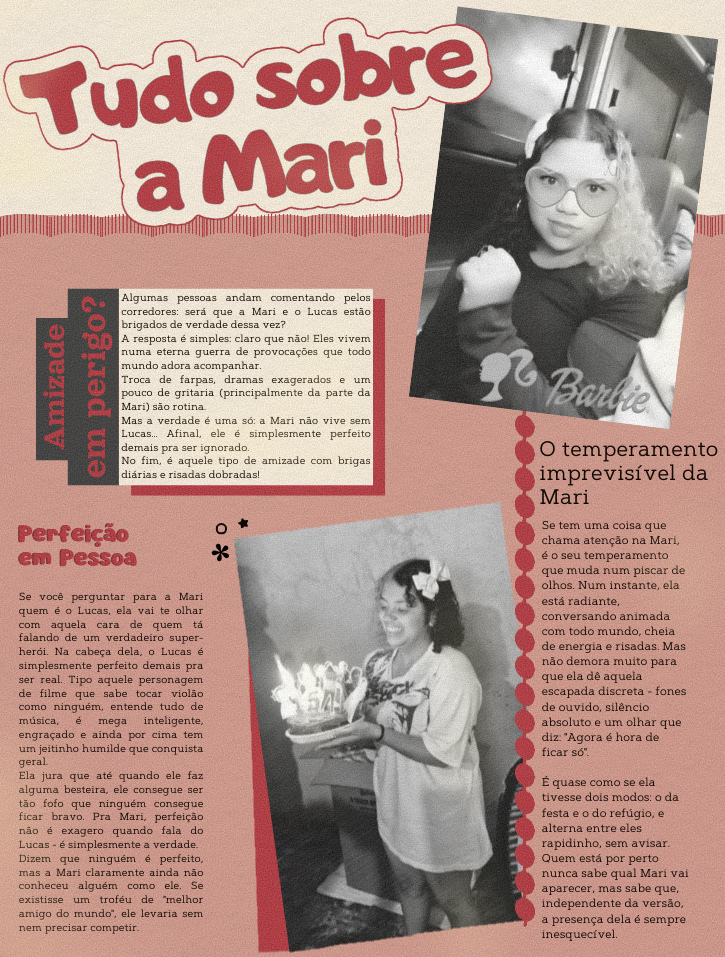 Tudo sobre
a Mari
Barbie
Amizade
em perigo?
Algumas pessoas andam comentando pelos
corredores: será que a Mari e o Lucas estão
brigados de verdade dessa vez?
A resposta é simples: claro que não! Eles vivem
numa eterna guerra de provocações que todo
mundo adora acompanhar.
Troca de farpas, dramas exagerados e um
pouco de gritaria (principalmente da parte da
Mari) são rotina.
Mas a verdade é uma só: a Mari não vive sem
Lucas... Afinal, ele é simplesmente perfeito
demais pra ser ignorado.
No fim, é aquele tipo de amizade com brigas
diárias e risadas dobradas!
Perfeição
em Pessoa
Se você perguntar para a Mari
quem é o Lucas, ela vai te olhar
com aquela cara de quem tá
falando de um verdadeiro super-
herói. Na cabeça dela, o Lucas é
simplesmente perfeito demais pra
ser real. Tipo aquele personagem
de filme que sabe tocar violão
como ninguém, entende tudo de
música, é mega inteligente,
engraçado e ainda por cima tem
um jeitinho humilde que conquista
geral.
Ela jura que até quando ele faz
alguma besteira, ele consegue ser
tão fofo que ninguém consegue
ficar bravo. Pra Mari, perfeição
não é exagero quando fala do
Lucas - é simplesmente a verdade.
Dizem que ninguém é perfeito,
mas a Mari claramente ainda não
conheceu alguém como ele. Se
existisse um troféu de "melhor
amigo do mundo", ele levaria sem
nem precisar competir.
O temperamento
imprevisível da
Mari
Se tem uma coisa que
chama atenção na Mari,
é o seu temperamento
que muda num piscar de
olhos. Num instante, ela
está radiante,
conversando animada
com todo mundo, cheia
de energia e risadas. Mas
não demora muito para
que ela dê aquela
escapada discreta - fones
de ouvido, silêncio
absoluto e um olhar que
diz: "Agora é hora de
ficar só".
É quase como se ela
tivesse dois modos: o da
festa e o do refúgio, e
alterna entre eles
rapidinho, sem avisar.
Quem está por perto
nunca sabe qual Mari vai
aparecer, mas sabe que,
independente da versão,
a presença dela é sempre
inesquecível.